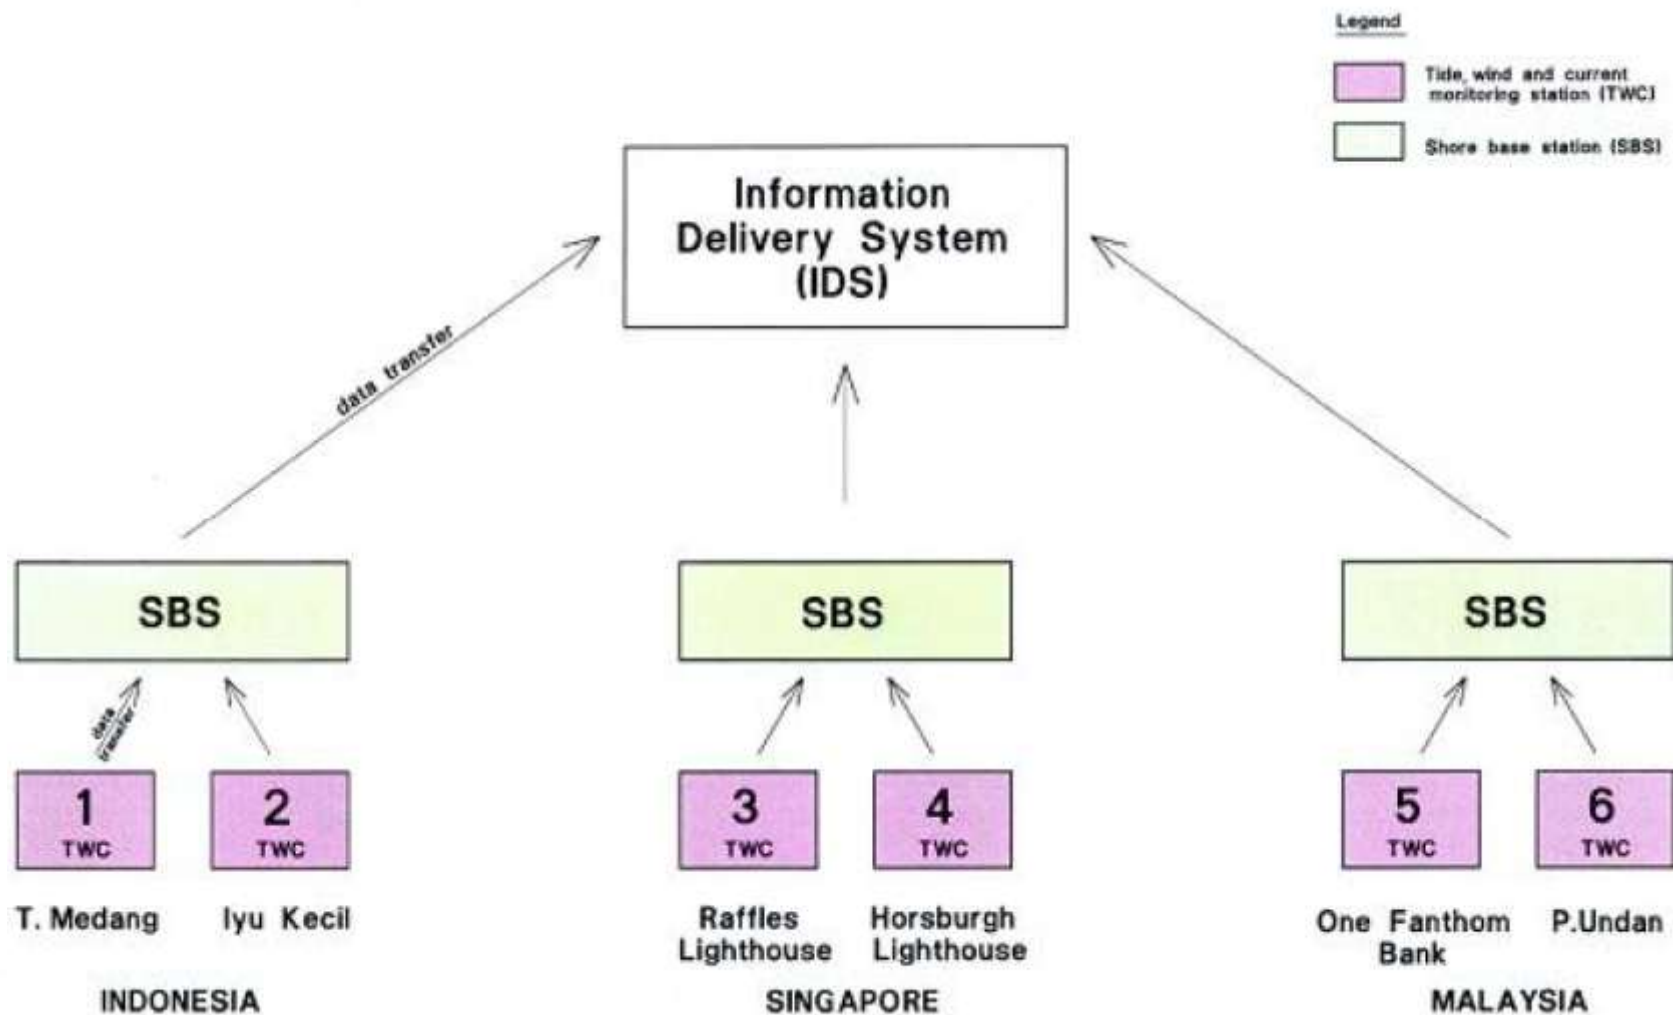 Legend
Tide, wind and current
monitoring station (TWC)
Shore base station (SBS)
Information
Delivery System
(IDS)
data transfer
SBS
SBS
SBS
data
transfer
1
TWC
2
TWC
3
TWC
4
TWC
5
TWC
6
TWC
T. Medang
Iyu Kecil
Raffles
Lighthouse
Horsburgh
Lighthouse
One Fanthom
Bank
P.Undan
INDONESIA
SINGAPORE
MALAYSIA